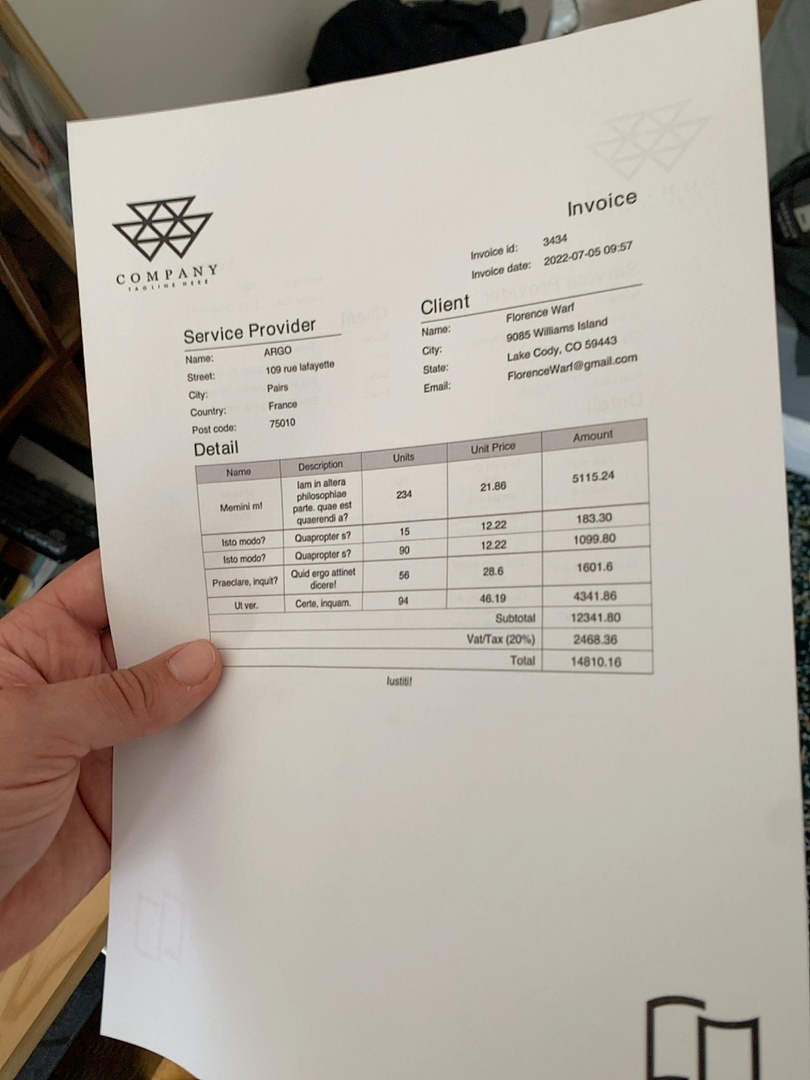 COMPANY
TAGLINE HERE
Invoice
Invoice id: 3434
Invoice date: 2022-07-05 09:57
Service Provider
Name: ARGO
Street: 109 rue lafayette
City: Pairs
Country: France
Post code: 75010
Client
Name: Florence Warf
City: 9085 Williams Island
State: Lake Cody, CO 59443
Email: FlorenceWarf@gmail.com
Detail
Name Description Units Unit Price Amount
Memini m! Iam in altera philosophiae parte. quae est quaerendi a? 234 21.86 5115.24
Isto modo? Quapropter s? 15 12.22 183.30
Isto modo? Quapropter s? 90 12.22 1099.80
Praeclare, inquit? Quid ergo attinet dicere! 56 28.6 1601.6
Ut ver. Certe, inquam. 94 46.19 4341.86
Subtotal 12341.80
Vat/Tax (20%) 2468.36
Total 14810.16
Iustiti!